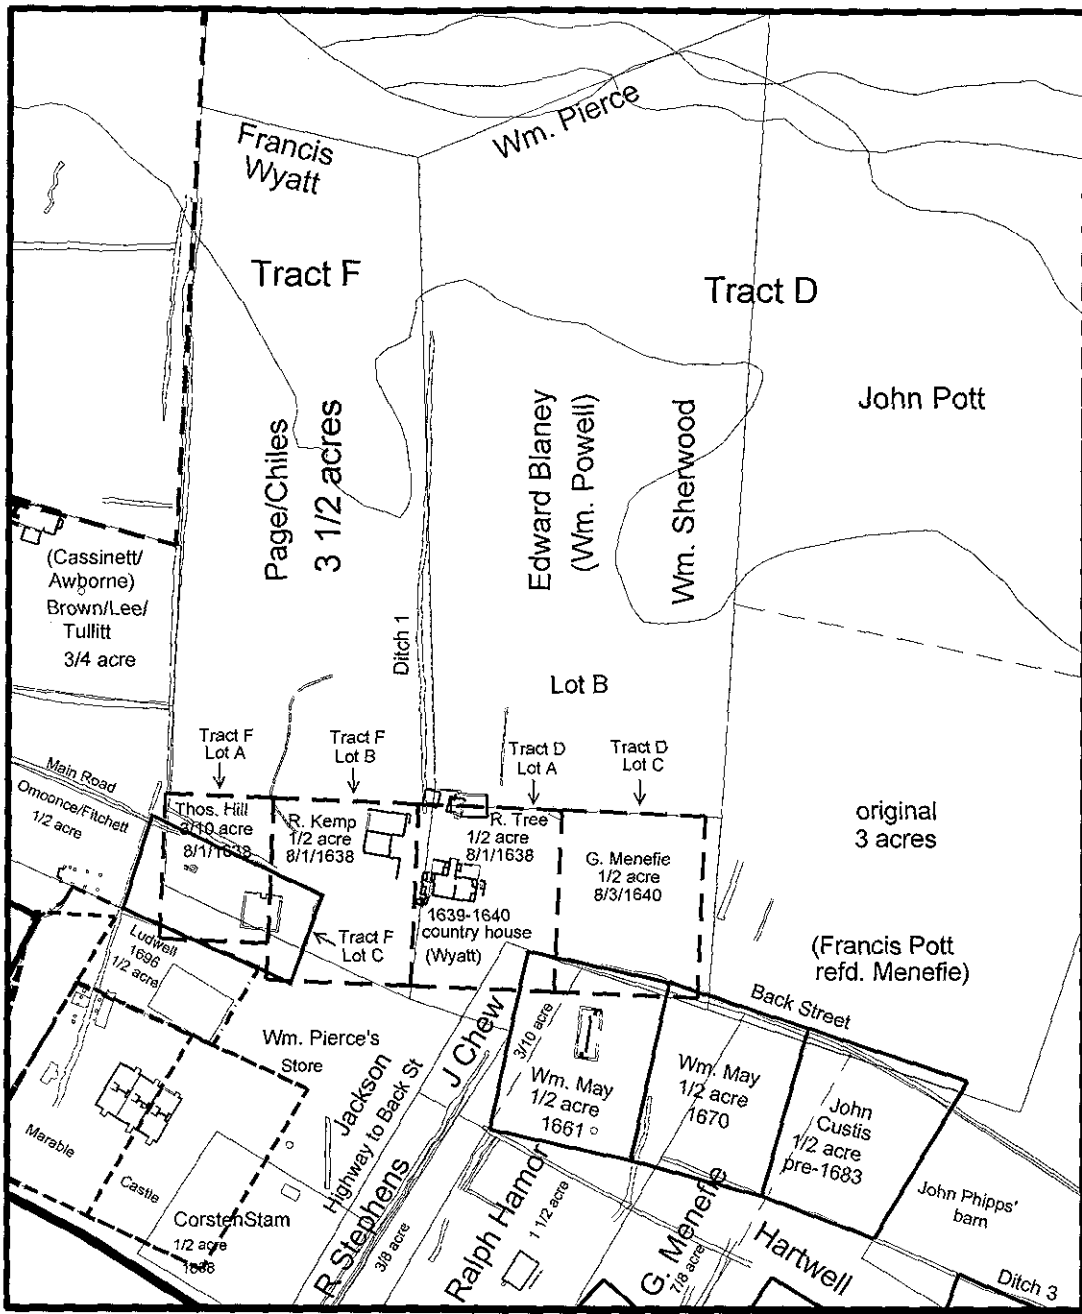 Wm. Pierce
Francis
Wyatt
Tract F
Tract D
John Pott
Page/Chiles
3 1/2 acres
Edward Blaney
(Wm. Powell)
Wm. Sherwood
(Cassinett/
Awborne)
Brown/Lee/
Tullitt
3/4 acre
Ditch 1
Lot B
Tract F
Lot A
Tract F
Lot B
Tract D
Lot A
Tract D
Lot C
Main Road
Omoonce/Fitchett
1/2 acre
Thos. Hill
3/10 acre
8/1/1638
R. Kemp
1/2 acre
8/1/1638
R. Tree
1/2 acre
8/1/1638
G. Menefie
1/2 acre
8/3/1640
original
3 acres
1639-1640
country house
(Wyatt)
Tract F
Lot C
(Francis Pott
refd. Menefie)
Ludwell
1696
1/2 acre
Back Street
Wm. Pierce's
Store
Jackson
Highway to Back St
J Chew
3/10 acre
Wm. May
1/2 acre
1661
Wm. May
1/2 acre
1670
John
Custis
1/2 acre
pre-1683
Marable
Castle
CorstenStam
1/2 acre
1638
R Stephens
3/8 acre
Ralph Hamor
1 1/2 acre
G. Menefie
7/8 acre
Hartwell
John Phipps'
barn
Ditch 3